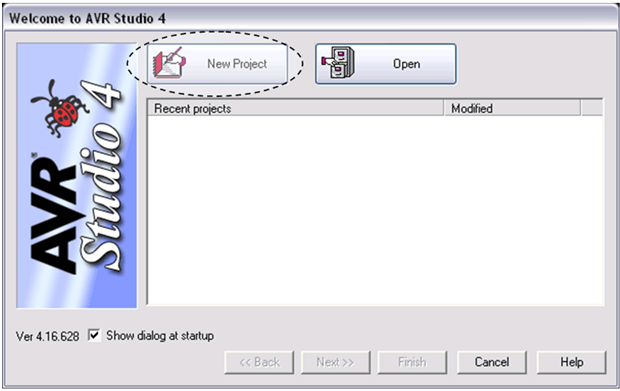 Welcome to AVR Studio 4
New Project
Open
Recent projects
Modified
AVR®
Studio 4
Ver 4.16.628
Show dialog at startup
<< Back
Next >>
Finish
Cancel
Help